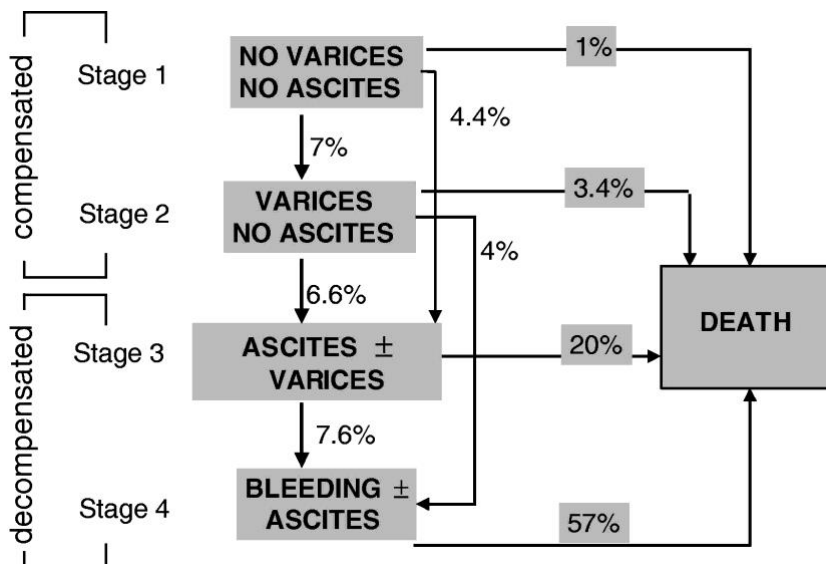 compensated
Stage 1
NO VARICES
NO ASCITES
1%
4.4%
7%
Stage 2
VARICES
NO ASCITES
3.4%
4%
6.6%
decompensated
Stage 3
ASCITES ±
VARICES
20%
DEATH
7.6%
Stage 4
BLEEDING ±
ASCITES
57%